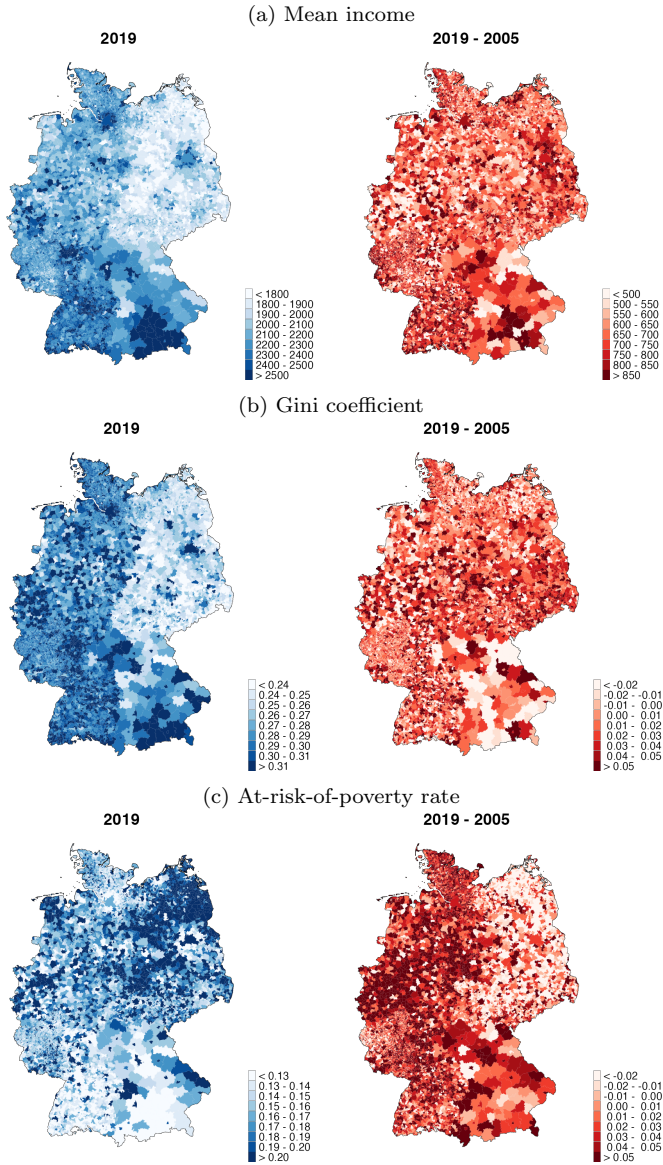 (a) Mean income
2019
2019 - 2005
< 1800
1800 - 1900
1900 - 2000
2000 - 2100
2100 - 2200
2200 - 2300
2300 - 2400
2400 - 2500
> 2500
< 500
500 - 550
550 - 600
600 - 650
650 - 700
700 - 750
750 - 800
800 - 850
> 850
(b) Gini coefficient
2019
2019 - 2005
< 0.24
0.24 - 0.25
0.25 - 0.26
0.26 - 0.27
0.27 - 0.28
0.28 - 0.29
0.29 - 0.30
0.30 - 0.31
> 0.31
< -0.02
-0.02 - -0.01
-0.01 - 0.00
0.00 - 0.01
0.01 - 0.02
0.02 - 0.03
0.03 - 0.04
0.04 - 0.05
> 0.05
(c) At-risk-of-poverty rate
2019
2019 - 2005
< 0.13
0.13 - 0.14
0.14 - 0.15
0.15 - 0.16
0.16 - 0.17
0.17 - 0.18
0.18 - 0.19
0.19 - 0.20
> 0.20
< -0.02
-0.02 - -0.01
-0.01 - 0.00
0.00 - 0.01
0.01 - 0.02
0.02 - 0.03
0.03 - 0.04
0.04 - 0.05
> 0.05